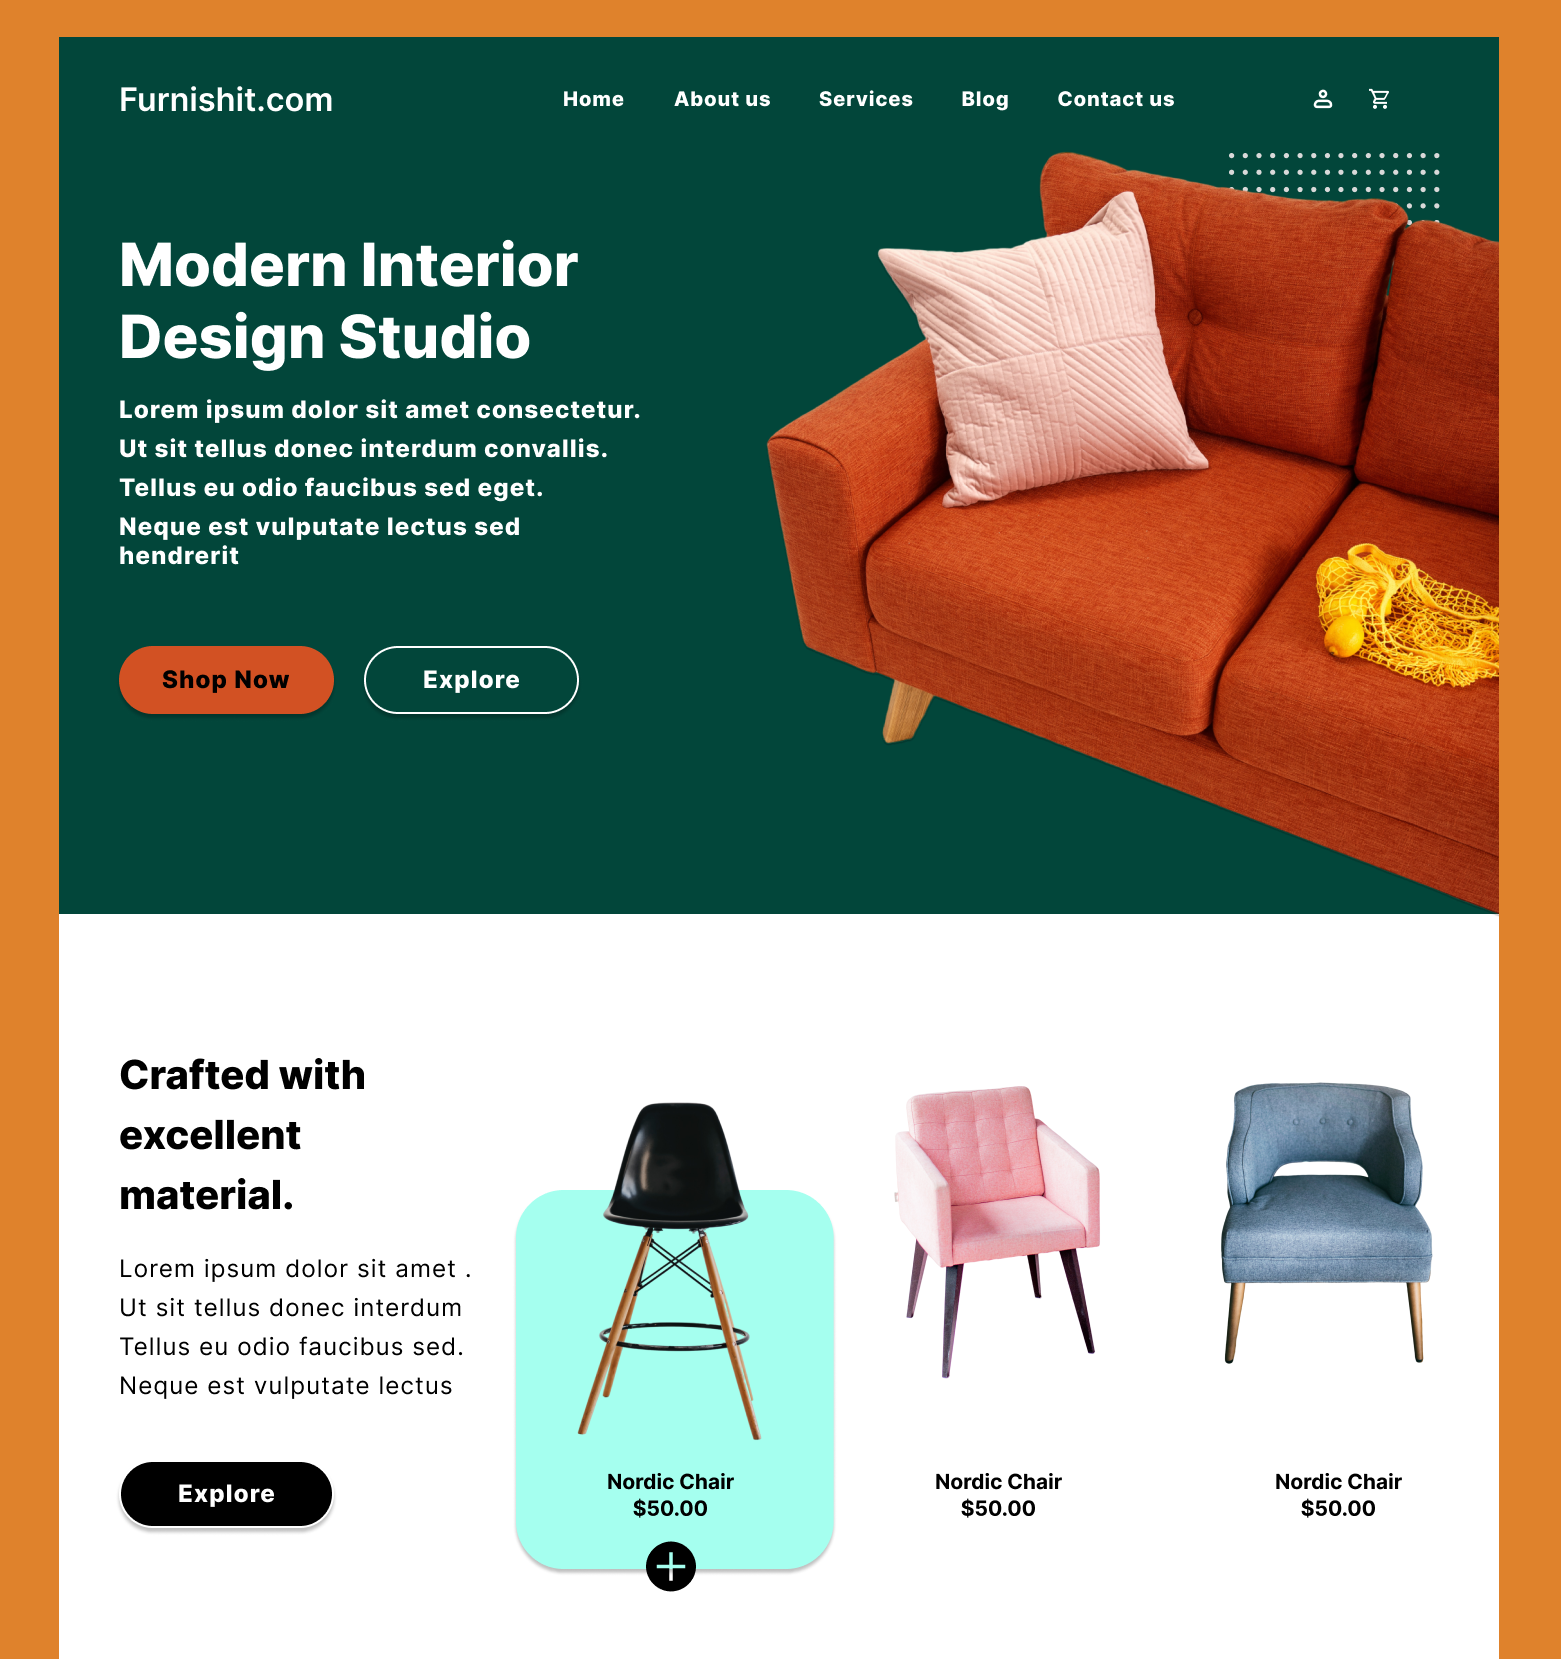 Furnishit.com
Home About us Services Blog Contact us
Modern Interior
Design Studio
Lorem ipsum dolor sit amet consectetur.
Ut sit tellus donec interdum convallis.
Tellus eu odio faucibus sed eget.
Neque est vulputate lectus sed
hendrerit
Shop Now
Explore
Crafted with
excellent
material.
Lorem ipsum dolor sit amet .
Ut sit tellus donec interdum
Tellus eu odio faucibus sed.
Neque est vulputate lectus
Explore
Nordic Chair
$50.00
Nordic Chair
$50.00
Nordic Chair
$50.00